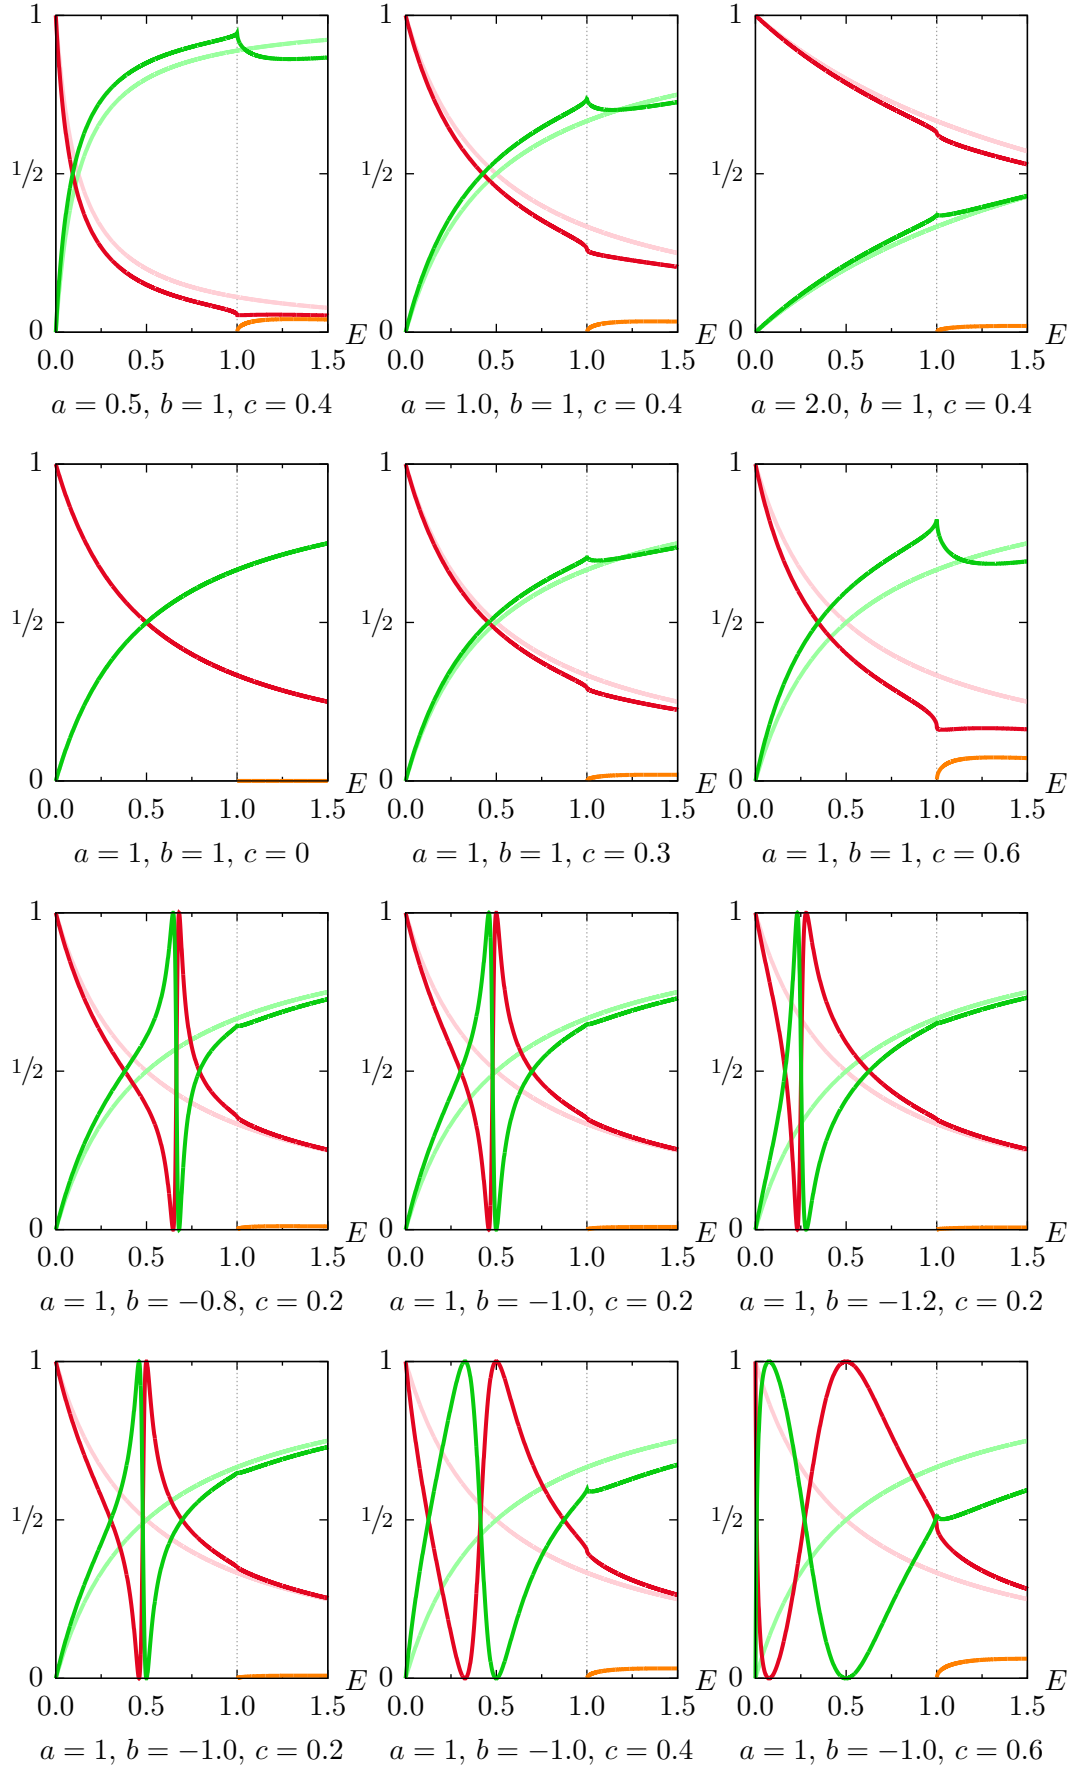 1 1 1
1/2 1/2 1/2
0 0 0
0.0 0.5 1.0 1.5 E 0.0 0.5 1.0 1.5 E 0.0 0.5 1.0 1.5 E
a = 0.5, b = 1, c = 0.4 a = 1.0, b = 1, c = 0.4 a = 2.0, b = 1, c = 0.4
1 1 1
1/2 1/2 1/2
0 0 0
0.0 0.5 1.0 1.5 E 0.0 0.5 1.0 1.5 E 0.0 0.5 1.0 1.5 E
a = 1, b = 1, c = 0 a = 1, b = 1, c = 0.3 a = 1, b = 1, c = 0.6
1 1 1
1/2 1/2 1/2
0 0 0
0.0 0.5 1.0 1.5 E 0.0 0.5 1.0 1.5 E 0.0 0.5 1.0 1.5 E
a = 1, b = −0.8, c = 0.2 a = 1, b = −1.0, c = 0.2 a = 1, b = −1.2, c = 0.2
1 1 1
1/2 1/2 1/2
0 0 0
0.0 0.5 1.0 1.5 E 0.0 0.5 1.0 1.5 E 0.0 0.5 1.0 1.5 E
a = 1, b = −1.0, c = 0.2 a = 1, b = −1.0, c = 0.4 a = 1, b = −1.0, c = 0.6